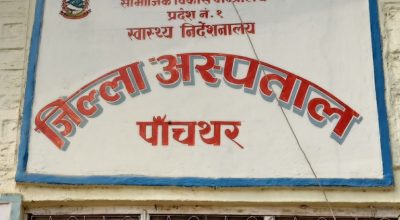 सामाजिक विकास मन्त्रालय
प्रदेश नं. १
स्वास्थ्य निर्देशनालय
जिल्ला अस्पताल
पाँचथर